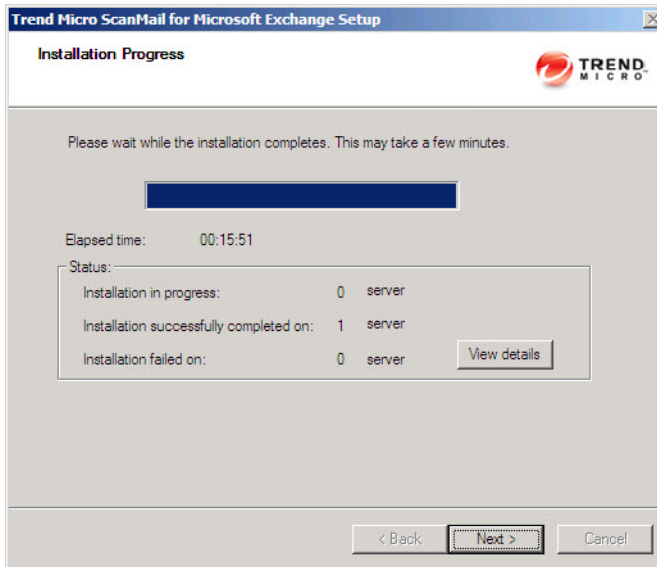 Trend Micro ScanMail for Microsoft Exchange Setup
Installation Progress
TREND
MICRO
Please wait while the installation completes. This may take a few minutes.
Elapsed time: 00:15:51
Status:
Installation in progress: 0 server
Installation successfully completed on: 1 server
Installation failed on: 0 server
View details
< Back Next > Cancel